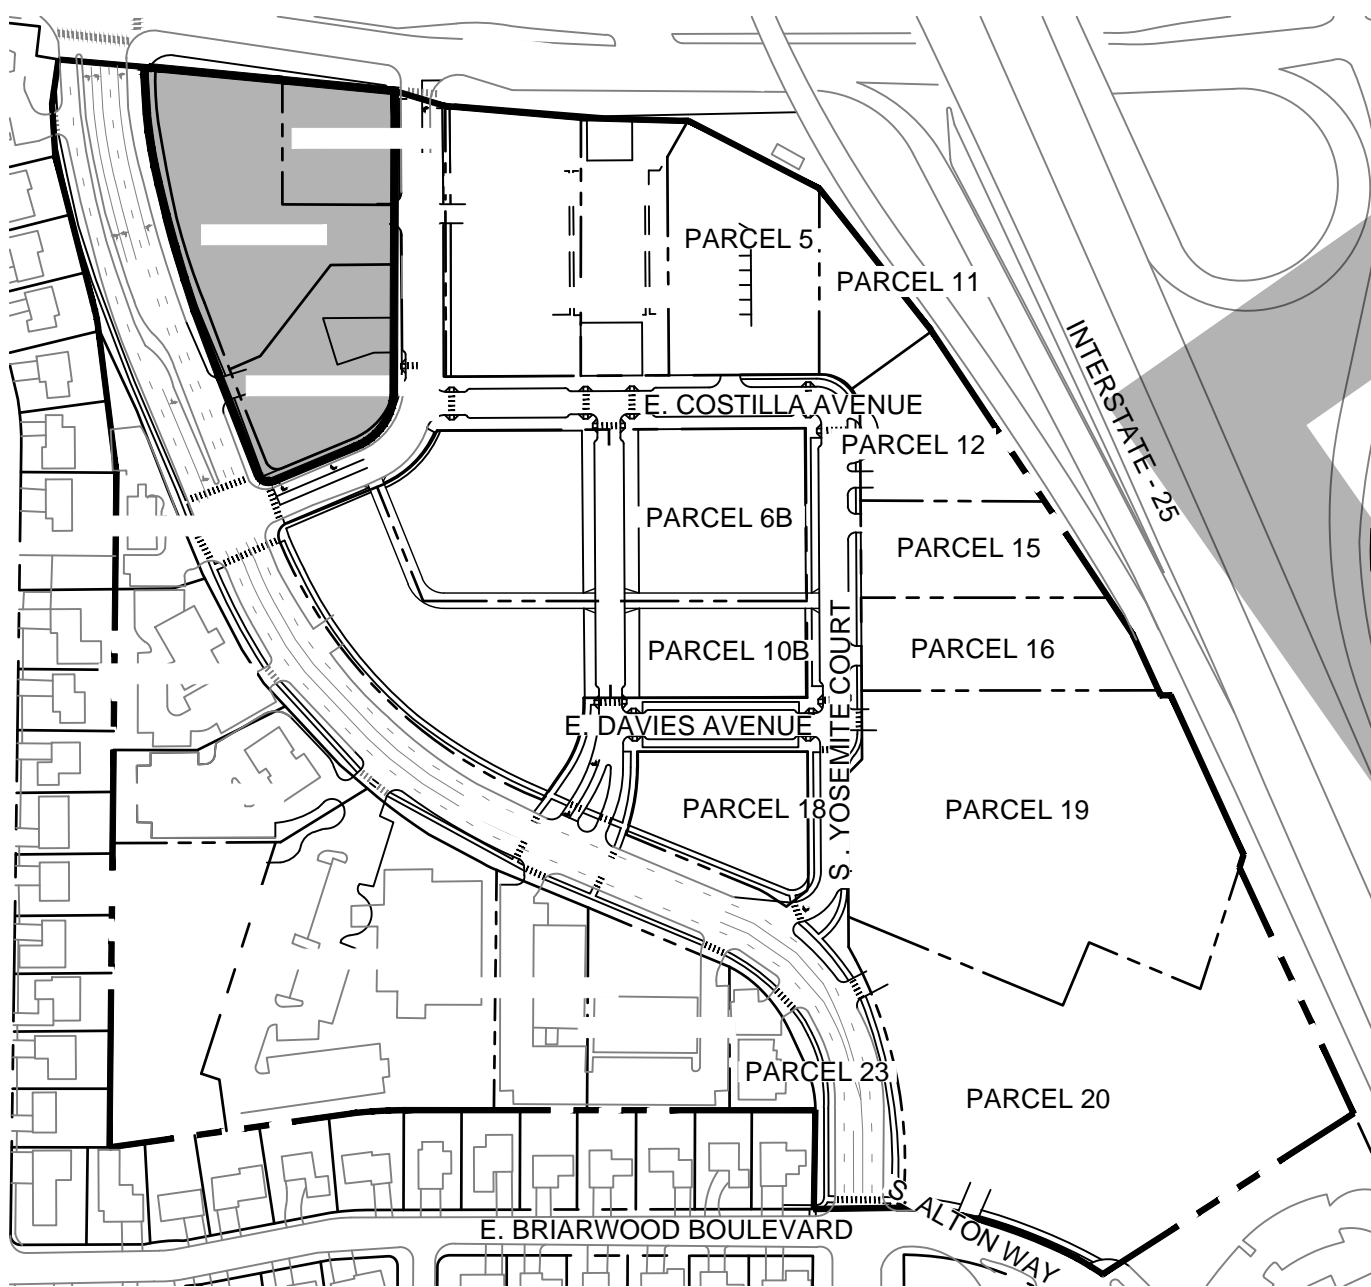 PARCEL 5
PARCEL 11
INTERSTATE - 25
E. COSTILLA AVENUE
PARCEL 12
PARCEL 6B
PARCEL 15
PARCEL 10B
PARCEL 16
S . YOSEMITE COURT
E. DAVIES AVENUE
PARCEL 18
PARCEL 19
PARCEL 23
PARCEL 20
S. ALTON WAY
E. BRIARWOOD BOULEVARD